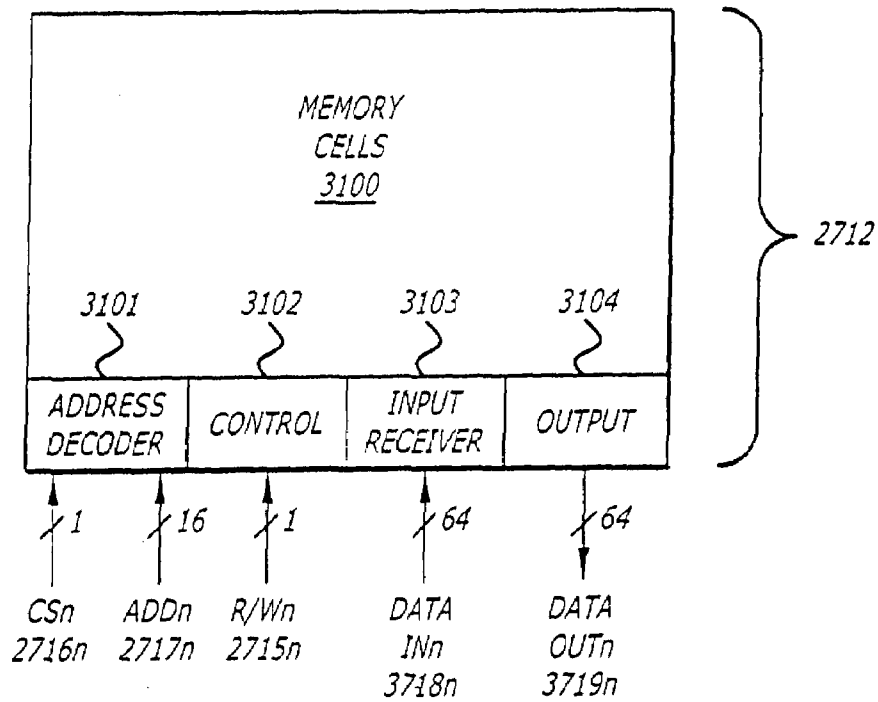 MEMORY
CELLS
3100
2712
3101 3102 3103 3104
ADDRESS
DECODER
CONTROL
INPUT
RECEIVER
OUTPUT
1 16 1 64 64
CSn
2716n
ADDn
2717n
R/Wn
2715n
DATA
INn
3718n
DATA
OUTn
3719n